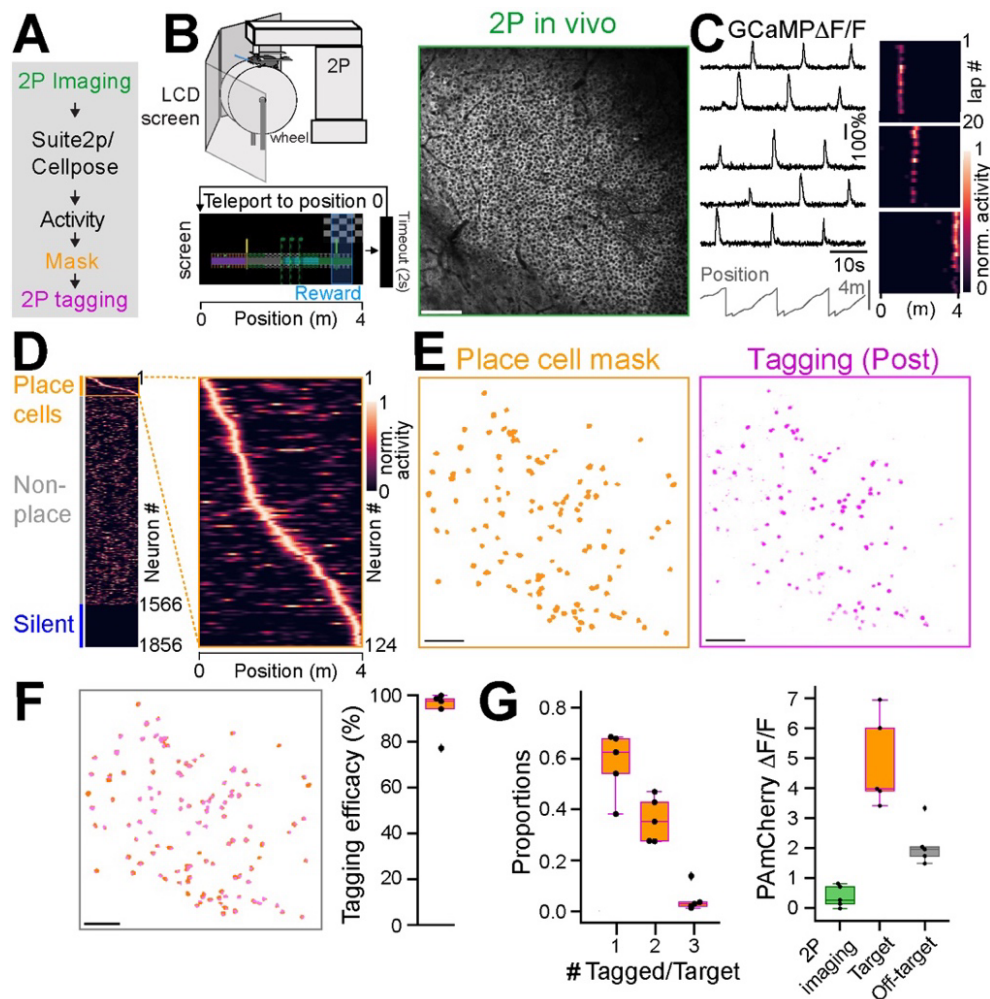 A
2P Imaging
Suite2p/
Cellpose
Activity
Mask
2P tagging
B
LCD
screen
wheel
2P
Teleport to position 0
screen
Timeout (2s)
Reward
0
4
Position (m)
2P in vivo
C
GCaMPΔF/F
100%
10s
Position
4m
1
lap #
20
1
norm. activity
0
0
(m)
4
D
Place
cells
Non-
place
Silent
1
Neuron #
1566
1856
1
1
norm.
activity
0
Neuron #
124
0
Position (m)
4
E
Place cell mask
Tagging (Post)
F
Tagging efficacy (%)
100
80
60
40
20
0
G
Proportions
0.8
0.6
0.4
0.2
0.0
1
2
3
# Tagged/Target
PAmCherry ΔF/F
7
6
5
4
3
2
1
0
2P
imaging
Target
Off-target